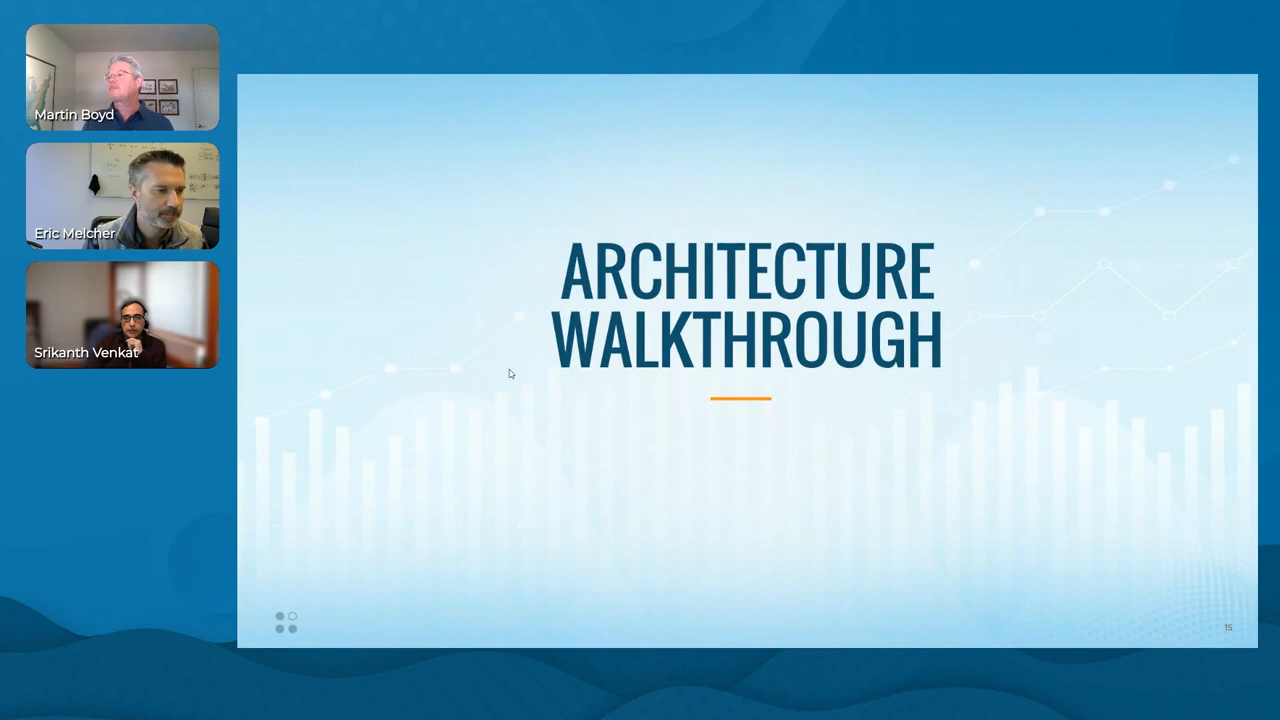 Martin Boyd
Eric Melcher
Srikanth Venkat
ARCHITECTURE
WALKTHROUGH
15